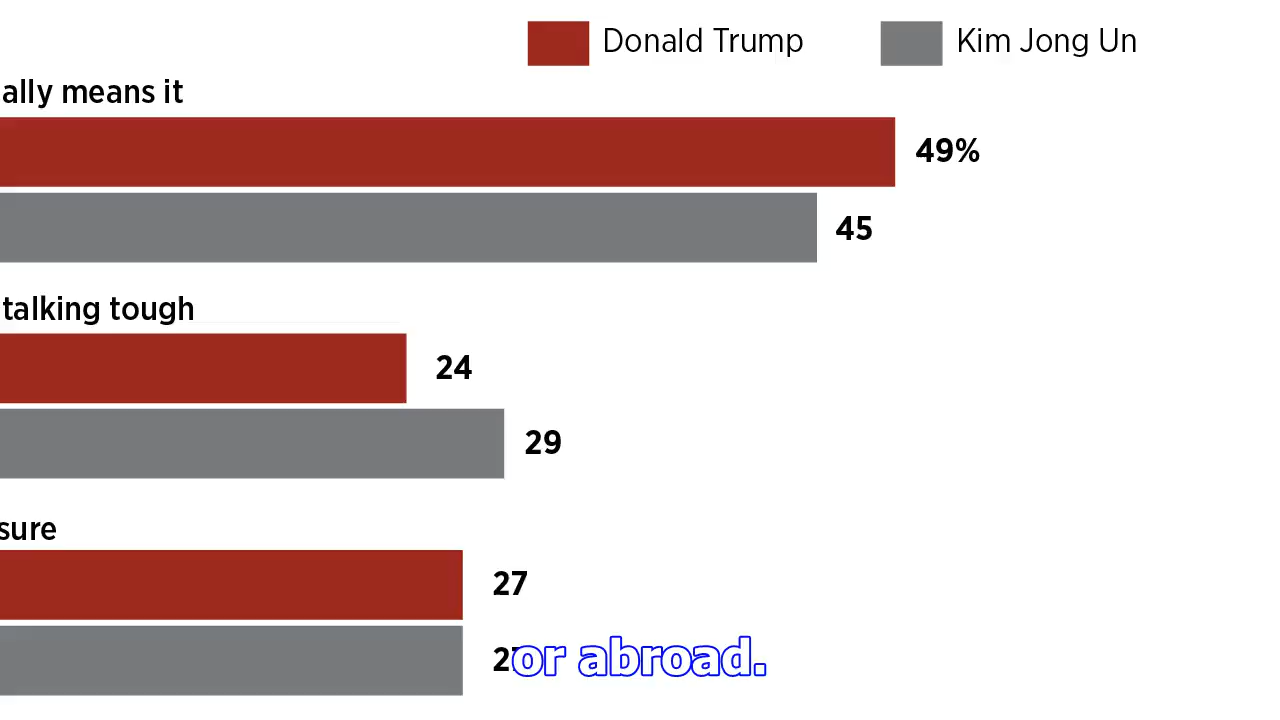 Donald Trump Kim Jong Un
ally means it
49%
45
talking tough
24
29
sure
27
or abroad.